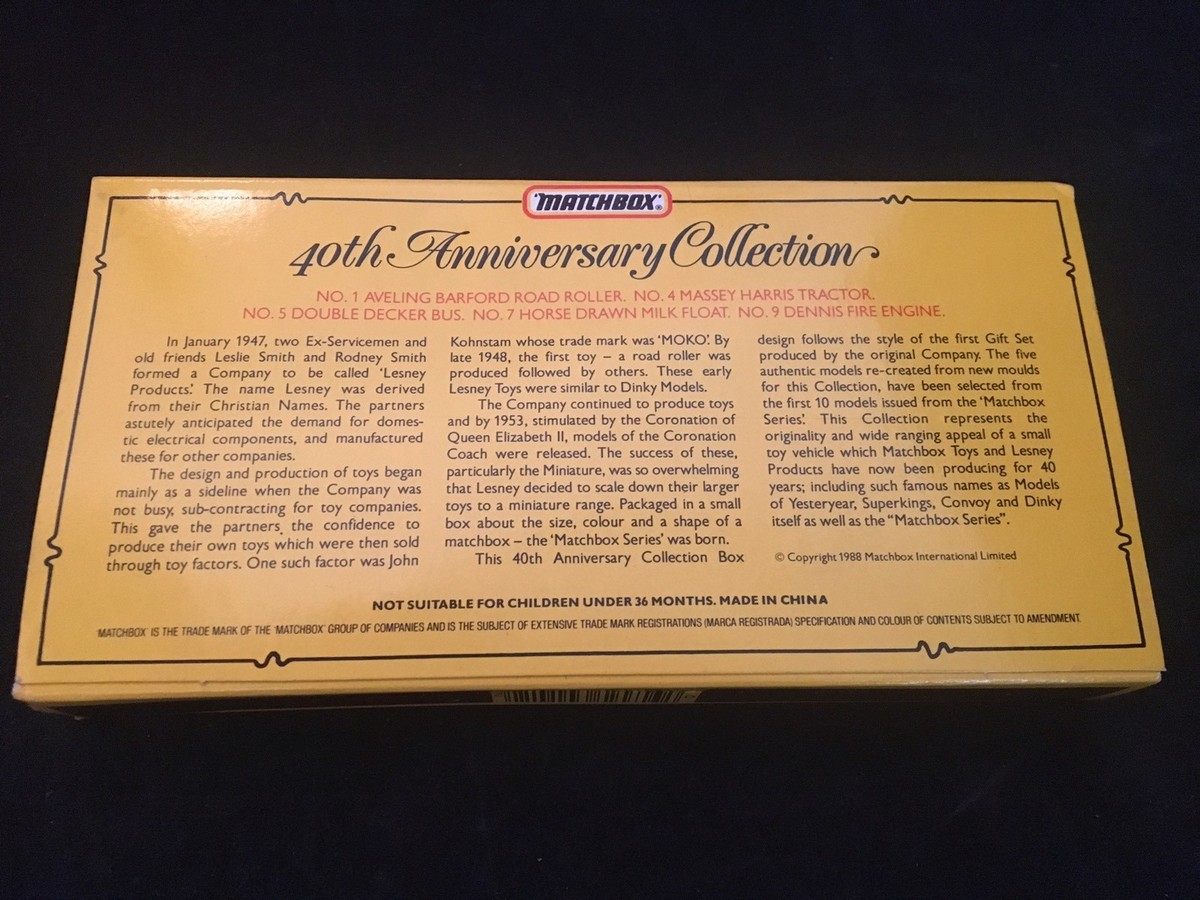 "MATCHBOX"®
40th Anniversary Collection
NO. 1 AVELING BARFORD ROAD ROLLER. NO. 4 MASSEY HARRIS TRACTOR.
NO. 5 DOUBLE DECKER BUS. NO. 7 HORSE DRAWN MILK FLOAT. NO. 9 DENNIS FIRE ENGINE.
In January 1947, two Ex-Servicemen and
old friends Leslie Smith and Rodney Smith
formed a Company to be called 'Lesney
Products'. The name Lesney was derived
from their Christian Names. The partners
astutely anticipated the demand for domes-
tic electrical components, and manufactured
these for other companies.
The design and production of toys began
mainly as a sideline when the Company was
not busy, sub-contracting for toy companies.
This gave the partners the confidence to
produce their own toys which were then sold
through toy factors. One such factor was John
Kohnstam whose trade mark was 'MOKO'. By
late 1948, the first toy – a road roller was
produced followed by others. These early
Lesney Toys were similar to Dinky Models.
The Company continued to produce toys
and by 1953, stimulated by the Coronation of
Queen Elizabeth II, models of the Coronation
Coach were released. The success of these,
particularly the Miniature, was so overwhelming
that Lesney decided to scale down their larger
toys to a miniature range. Packaged in a small
box about the size, colour and a shape of a
matchbox – the 'Matchbox Series' was born.
This 40th Anniversary Collection Box
design follows the style of the first Gift Set
produced by the original Company. The five
authentic models re-created from new moulds
for this Collection, have been selected from
the first 10 models issued from the 'Matchbox
Series'. This Collection represents the
originality and wide ranging appeal of a small
toy vehicle which Matchbox Toys and Lesney
Products have now been producing for 40
years; including such famous names as Models
of Yesteryear, Superkings, Convoy and Dinky
itself as well as the "Matchbox Series".
© Copyright 1988 Matchbox International Limited
NOT SUITABLE FOR CHILDREN UNDER 36 MONTHS. MADE IN CHINA
'MATCHBOX' IS THE TRADE MARK OF THE 'MATCHBOX' GROUP OF COMPANIES AND IS THE SUBJECT OF EXTENSIVE TRADE MARK REGISTRATIONS (MARCA REGISTRADA) SPECIFICATION AND COLOUR OF CONTENTS SUBJECT TO AMENDMENT.